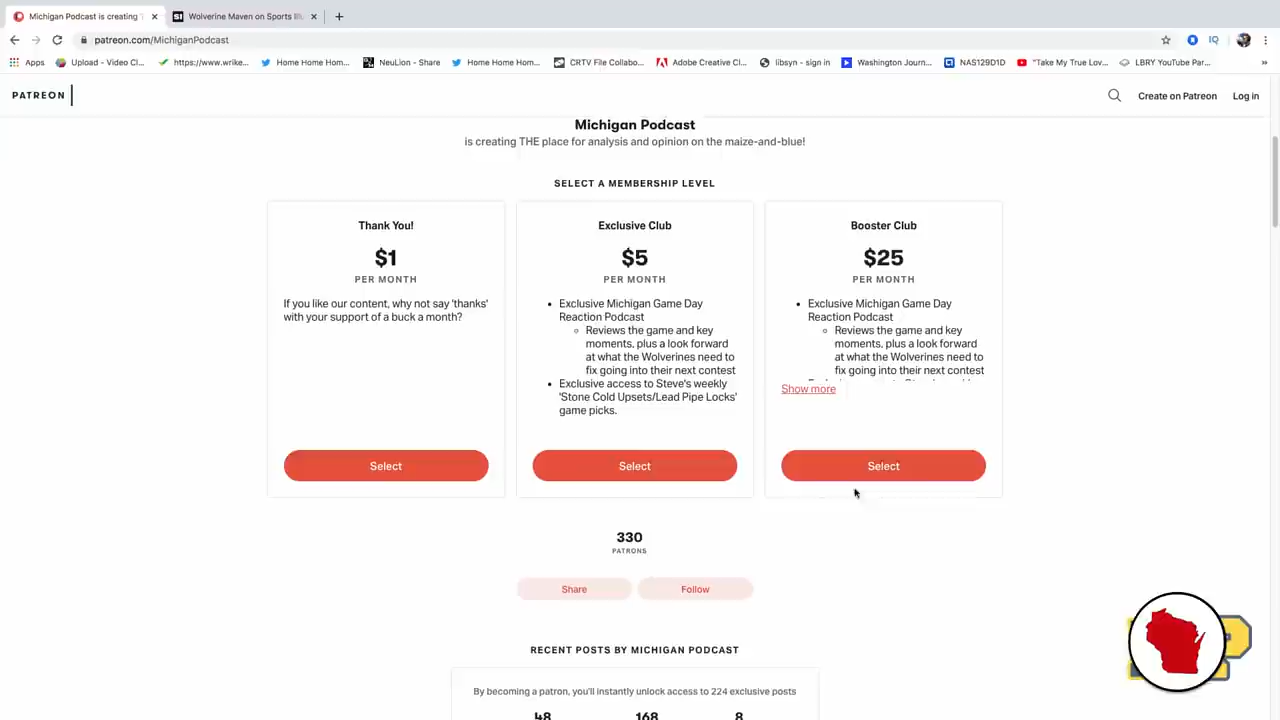 Michigan Podcast is creating
Wolverine Maven on Sports Illu
patreon.com/MichiganPodcast
Apps
Upload - Video Cl...
https://www.wrike...
Home Home Hom...
NeuLion - Share
Home Home Hom...
CRTV File Collabo...
Adobe Creative Cl...
libsyn - sign in
Washington Journ...
NAS129D1D
"Take My True Lov...
LBRY YouTube Par...
PATREON
Create on Patreon
Log in
Michigan Podcast
is creating THE place for analysis and opinion on the maize-and-blue!
SELECT A MEMBERSHIP LEVEL
Thank You!
$1
PER MONTH
If you like our content, why not say 'thanks'
with your support of a buck a month?
Select
Exclusive Club
$5
PER MONTH
Exclusive Michigan Game Day
Reaction Podcast
Reviews the game and key
moments, plus a look forward
at what the Wolverines need to
fix going into their next contest
Exclusive access to Steve's weekly
'Stone Cold Upsets/Lead Pipe Locks'
game picks.
Select
Booster Club
$25
PER MONTH
Exclusive Michigan Game Day
Reaction Podcast
Reviews the game and key
moments, plus a look forward
at what the Wolverines need to
fix going into their next contest
Show more
Select
330
PATRONS
Share
Follow
RECENT POSTS BY MICHIGAN PODCAST
By becoming a patron, you'll instantly unlock access to 224 exclusive posts
48
168
8